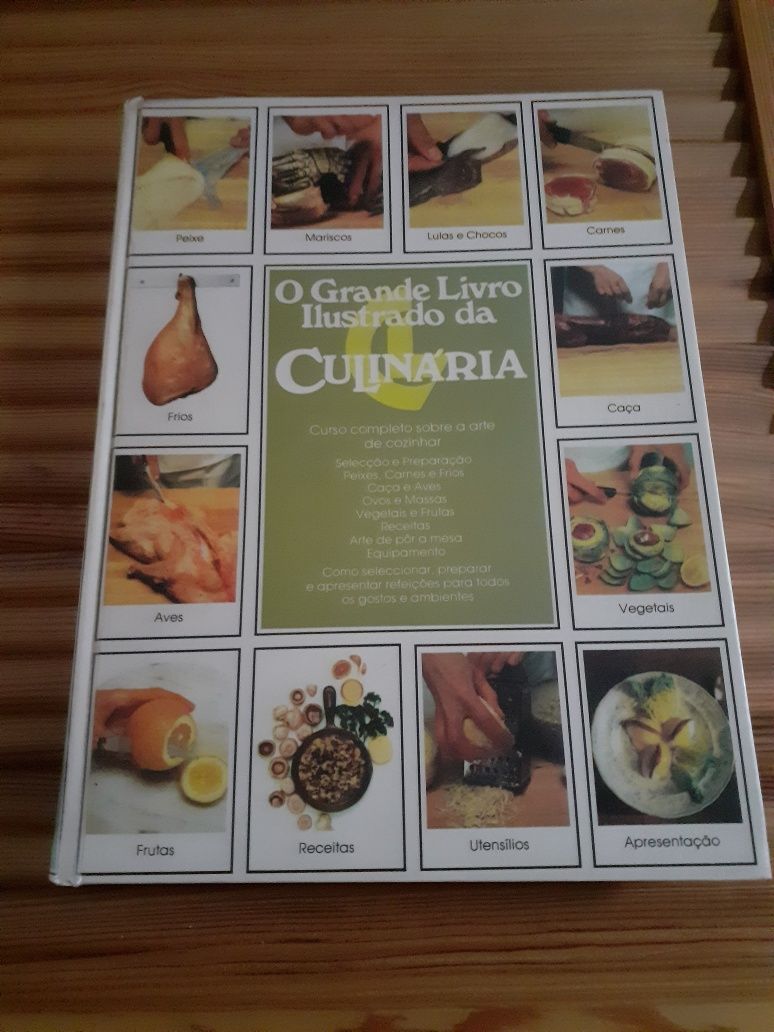 Peixe
Mariscos
Lulas e Chocos
Carnes
O Grande Livro
Ilustrado da
CULINÁRIA
Frios
Caça
Curso completo sobre a arte
de cozinhar
Selecção e Preparação
Peixes, Carnes e Frios
Caça e Aves
Ovos e Massas
Vegetais e Frutas
Receitas
Arte de pôr a mesa
Equipamento
Como seleccionar, preparar
e apresentar refeições para todos
os gostos e ambientes
Aves
Vegetais
Frutas
Receitas
Utensílios
Apresentação